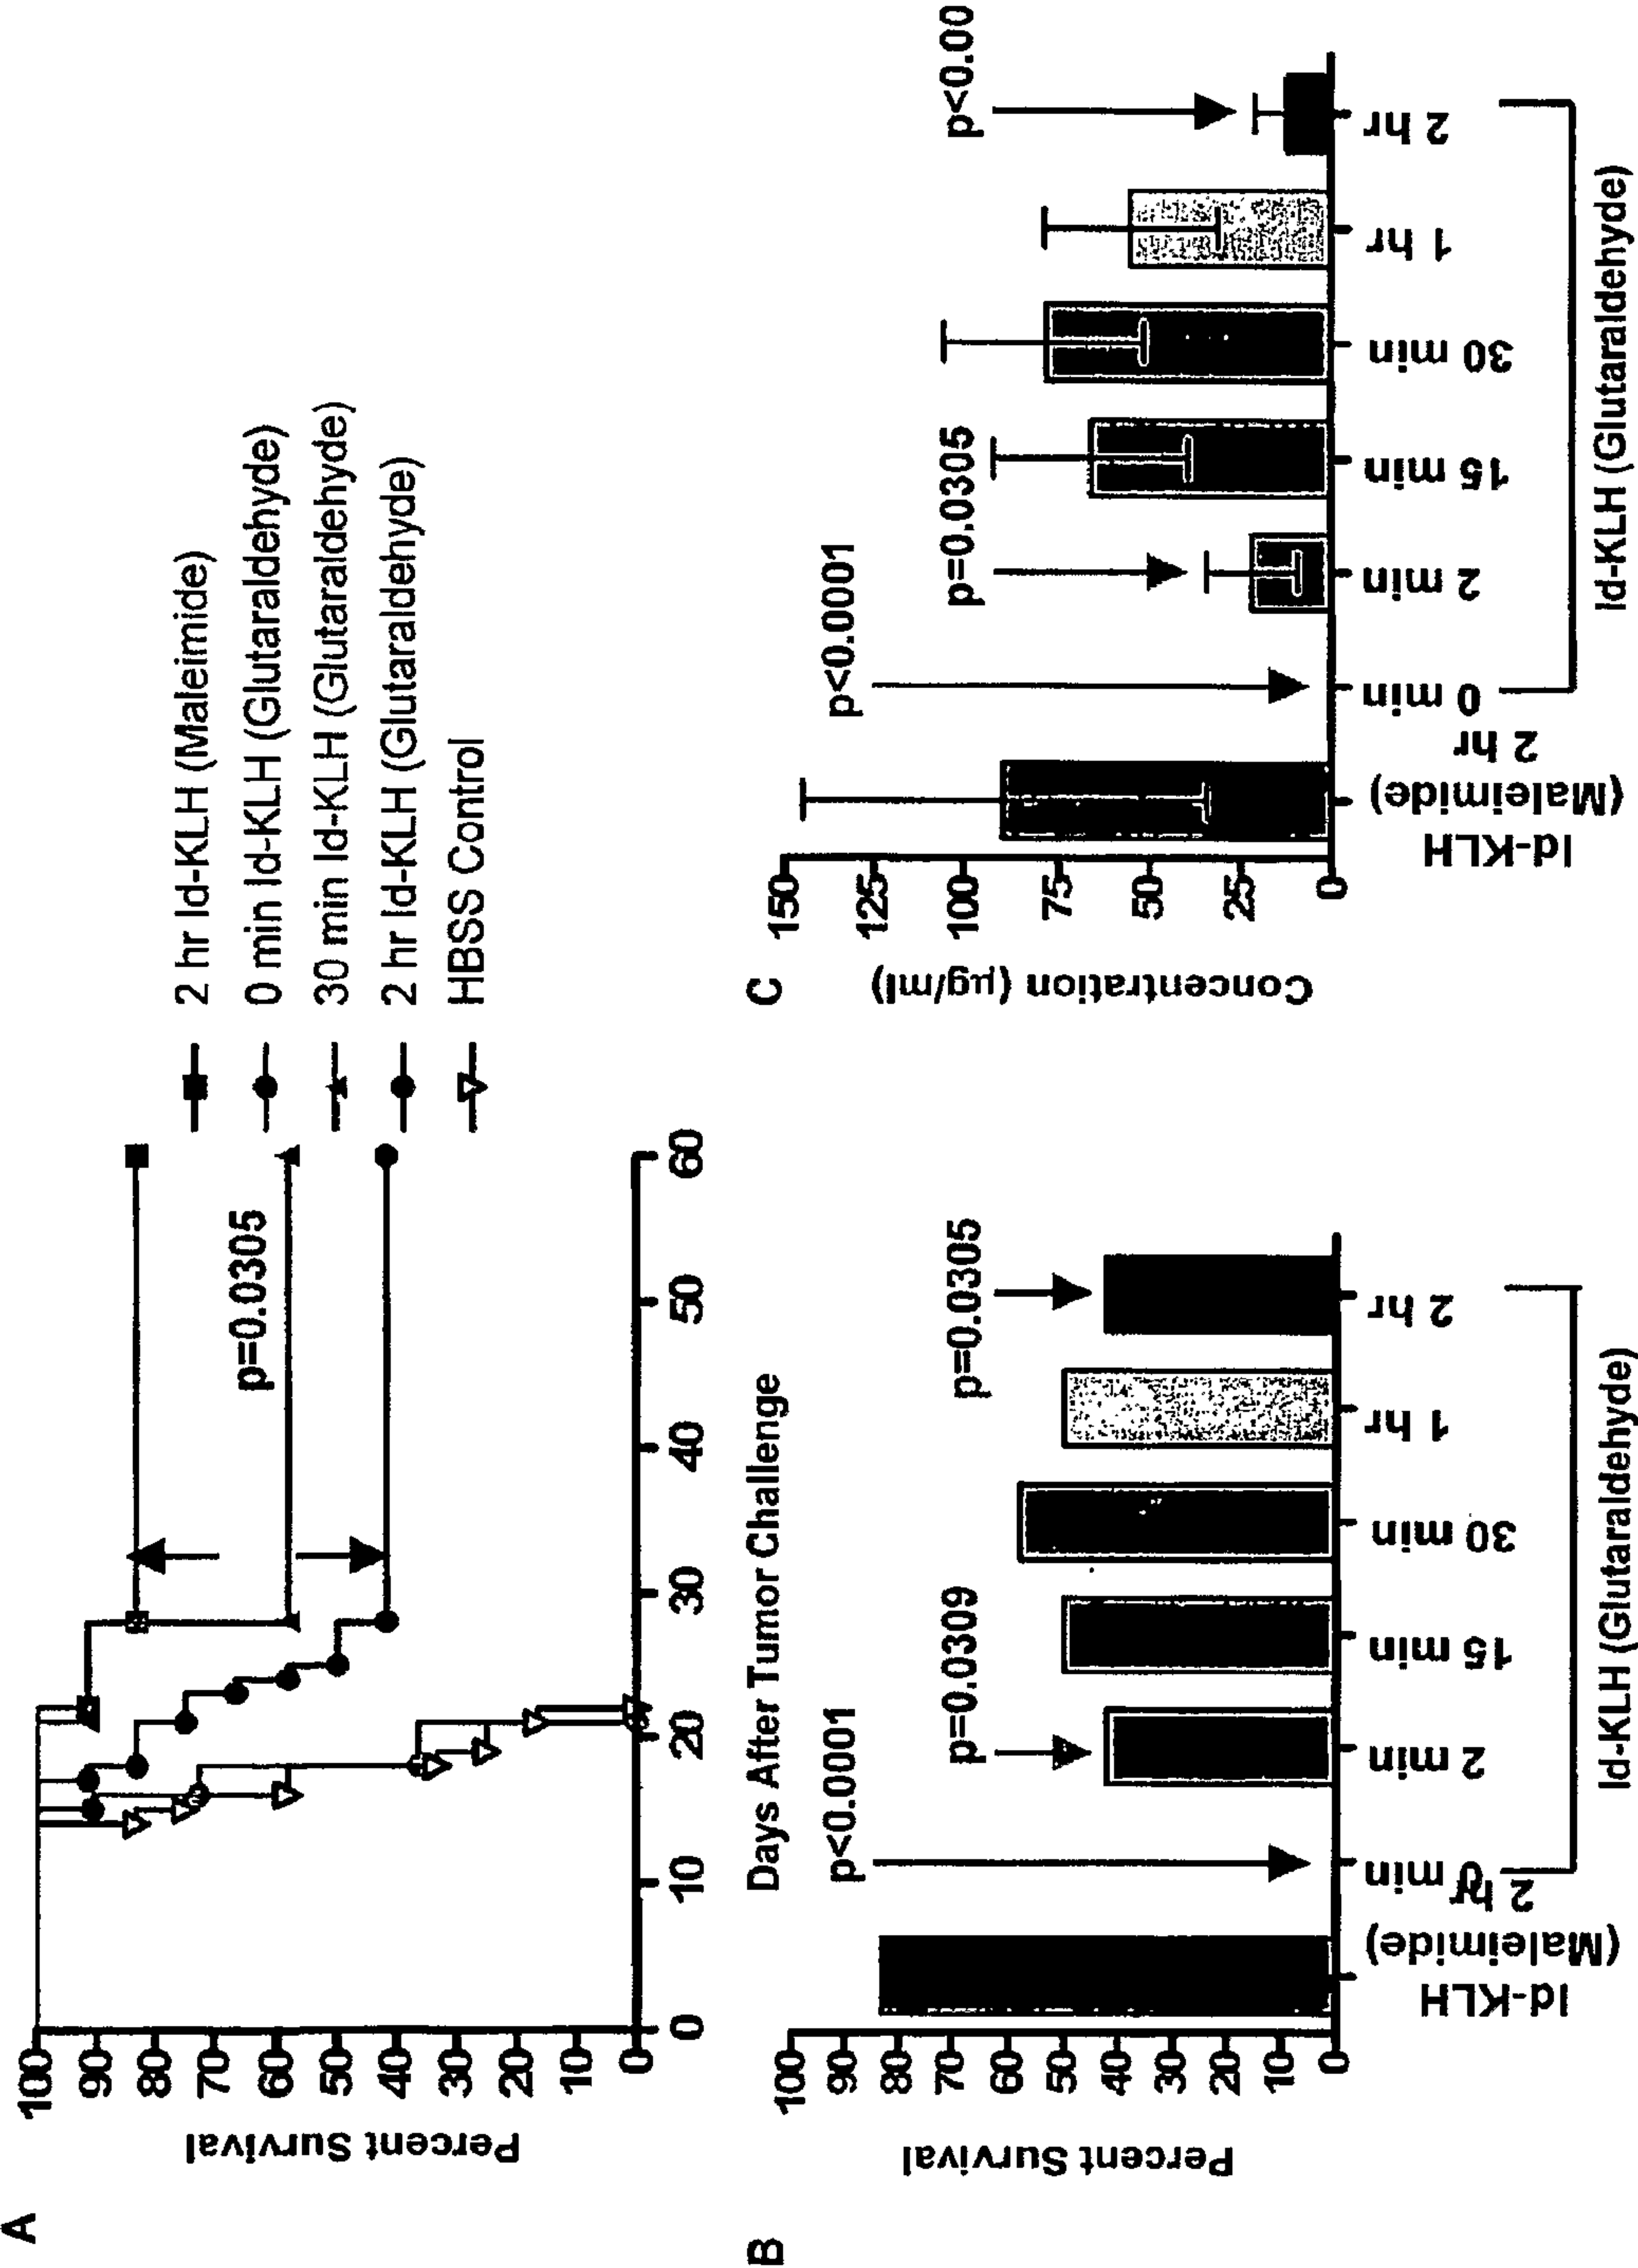 A
Percent Survival
100
90
80
70
60
50
40
30
20
10
0
0
10
20
30
40
50
60
Days After Tumor Challenge
p=0.0305
2 hr Id-KLH (Maleimide)
0 min Id-KLH (Glutaraldehyde)
30 min Id-KLH (Glutaraldehyde)
2 hr Id-KLH (Glutaraldehyde)
HBSS Control
B
Percent Survival
100
90
80
70
60
50
40
30
20
10
0
p<0.0001
p=0.0309
p=0.0305
Id-KLH
(Maleimide)
2 hr
0 min
2 min
15 min
30 min
1 hr
2 hr
Id-KLH (Glutaraldehyde)
C
Concentration (µg/ml)
150
125
100
75
50
25
0
p<0.0001
p=0.0305
p<0.00
Id-KLH
(Maleimide)
2 hr
0 min
2 min
15 min
30 min
1 hr
2 hr
Id-KLH (Glutaraldehyde)